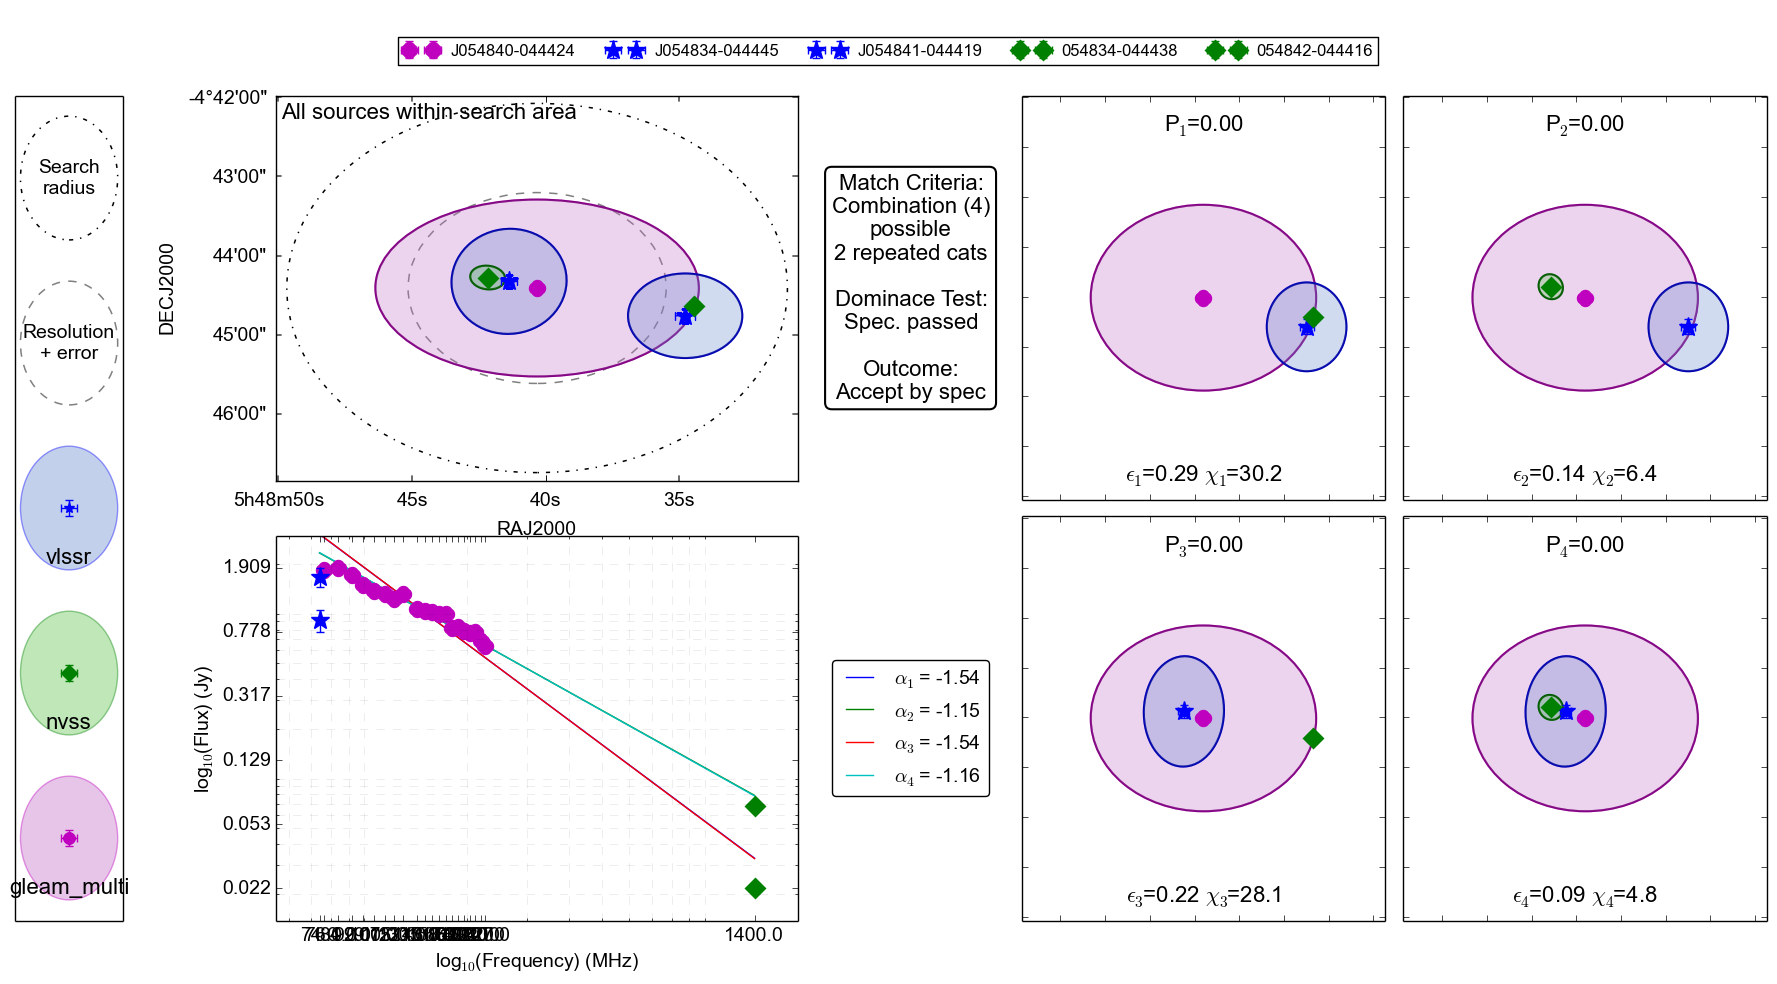 J054840-044424
J054834-044445
J054841-044419
054834-044438
054842-044416
Search
radius
Resolution
+ error
vlssr
nvss
gleam_multi
All sources within search area
-4°42'00"
43'00"
44'00"
45'00"
46'00"
DECJ2000
5h48m50s
45s
40s
35s
RAJ2000
Match Criteria:
Combination (4)
possible
2 repeated cats
Dominace Test:
Spec. passed
Outcome:
Accept by spec
P1=0.00
ϵ1=0.29 χ1=30.2
P2=0.00
ϵ2=0.14 χ2=6.4
1.909
0.778
0.317
0.129
0.053
0.022
log10(Flux) (Jy)
1400.0
log10(Frequency) (MHz)
α1 = -1.54
α2 = -1.15
α3 = -1.54
α4 = -1.16
P3=0.00
ϵ3=0.22 χ3=28.1
P4=0.00
ϵ4=0.09 χ4=4.8